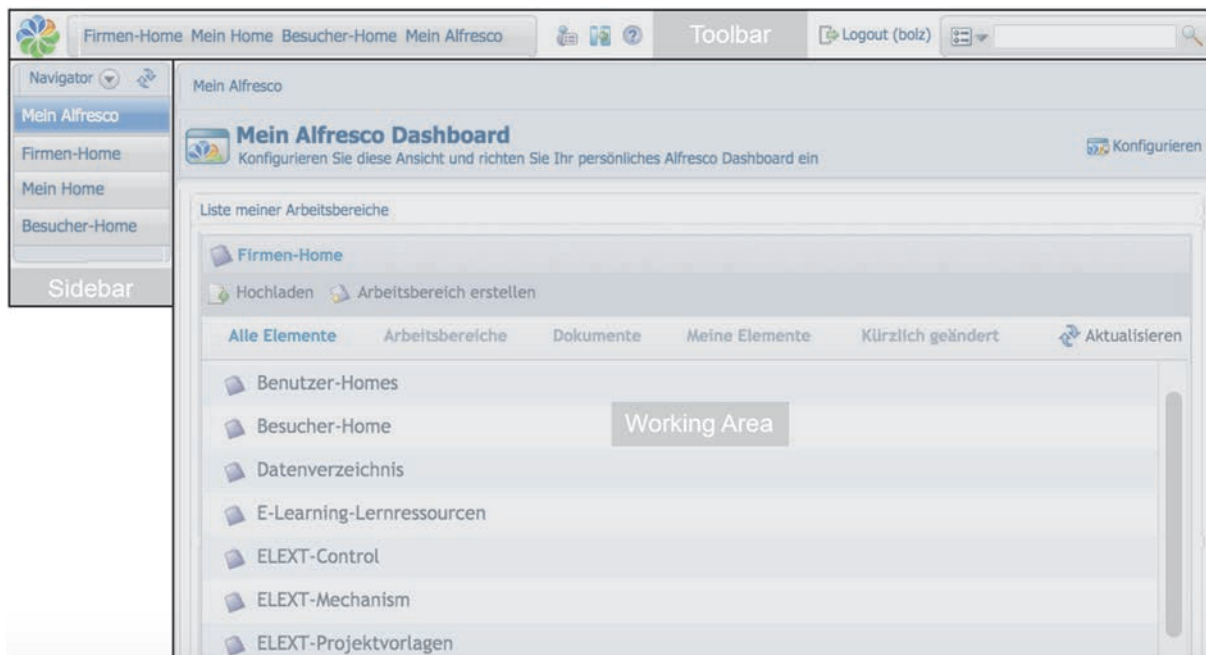 Firmen-Home Mein Home Besucher-Home Mein Alfresco Toolbar Logout (bolz)
Navigator
Mein Alfresco
Firmen-Home
Mein Home
Besucher-Home
Sidebar
Mein Alfresco
Mein Alfresco Dashboard
Konfigurieren Sie diese Ansicht und richten Sie Ihr persönliches Alfresco Dashboard ein
Konfigurieren
Liste meiner Arbeitsbereiche
Firmen-Home
Hochladen Arbeitsbereich erstellen
Alle Elemente Arbeitsbereiche Dokumente Meine Elemente Kürzlich geändert Aktualisieren
Benutzer-Homes
Besucher-Home
Working Area
Datenverzeichnis
E-Learning-Lernressourcen
ELEXT-Control
ELEXT-Mechanism
ELEXT-Projektvorlagen